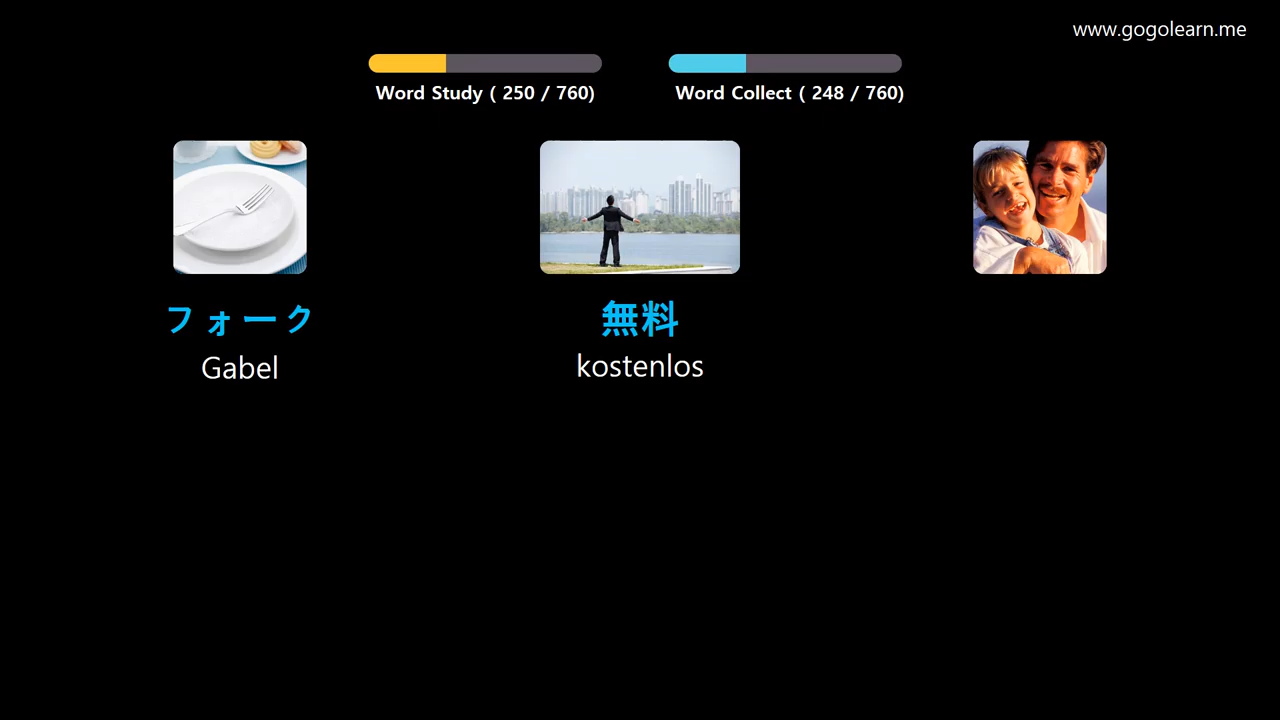 www.gogolearn.me
Word Study ( 250 / 760)
Word Collect ( 248 / 760)
フォーク
Gabel
無料
kostenlos